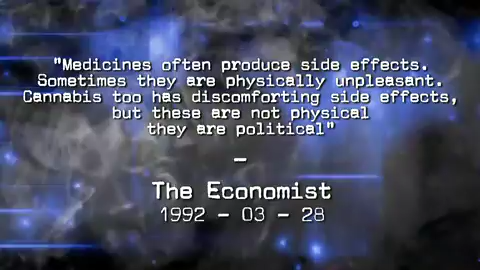 "Medicines often produce side effects.
Sometimes they are physically unpleasant.
Cannabis too has discomforting side effects,
but these are not physical
they are political"
–
The Economist
1992 – 03 – 28